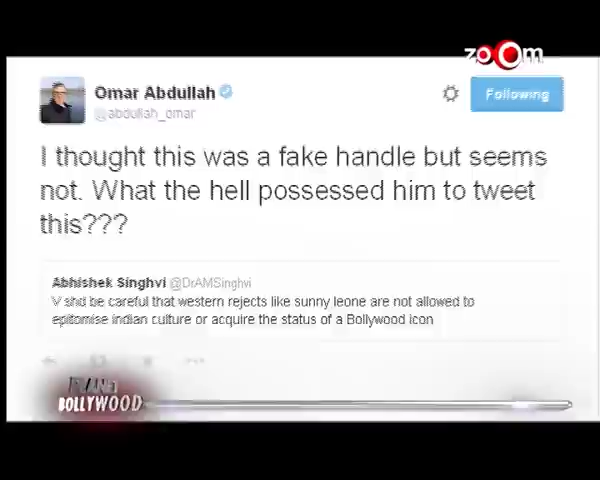 zoom
Omar Abdullah
@abdullah_omar
Following
I thought this was a fake handle but seems
not. What the hell possessed him to tweet
this???
Abhishek Singhvi @DrAMSinghvi
V shd be careful that western rejects like sunny leone are not allowed to
epitomise indian culture or acquire the status of a Bollywood icon
PLANET
BOLLYWOOD